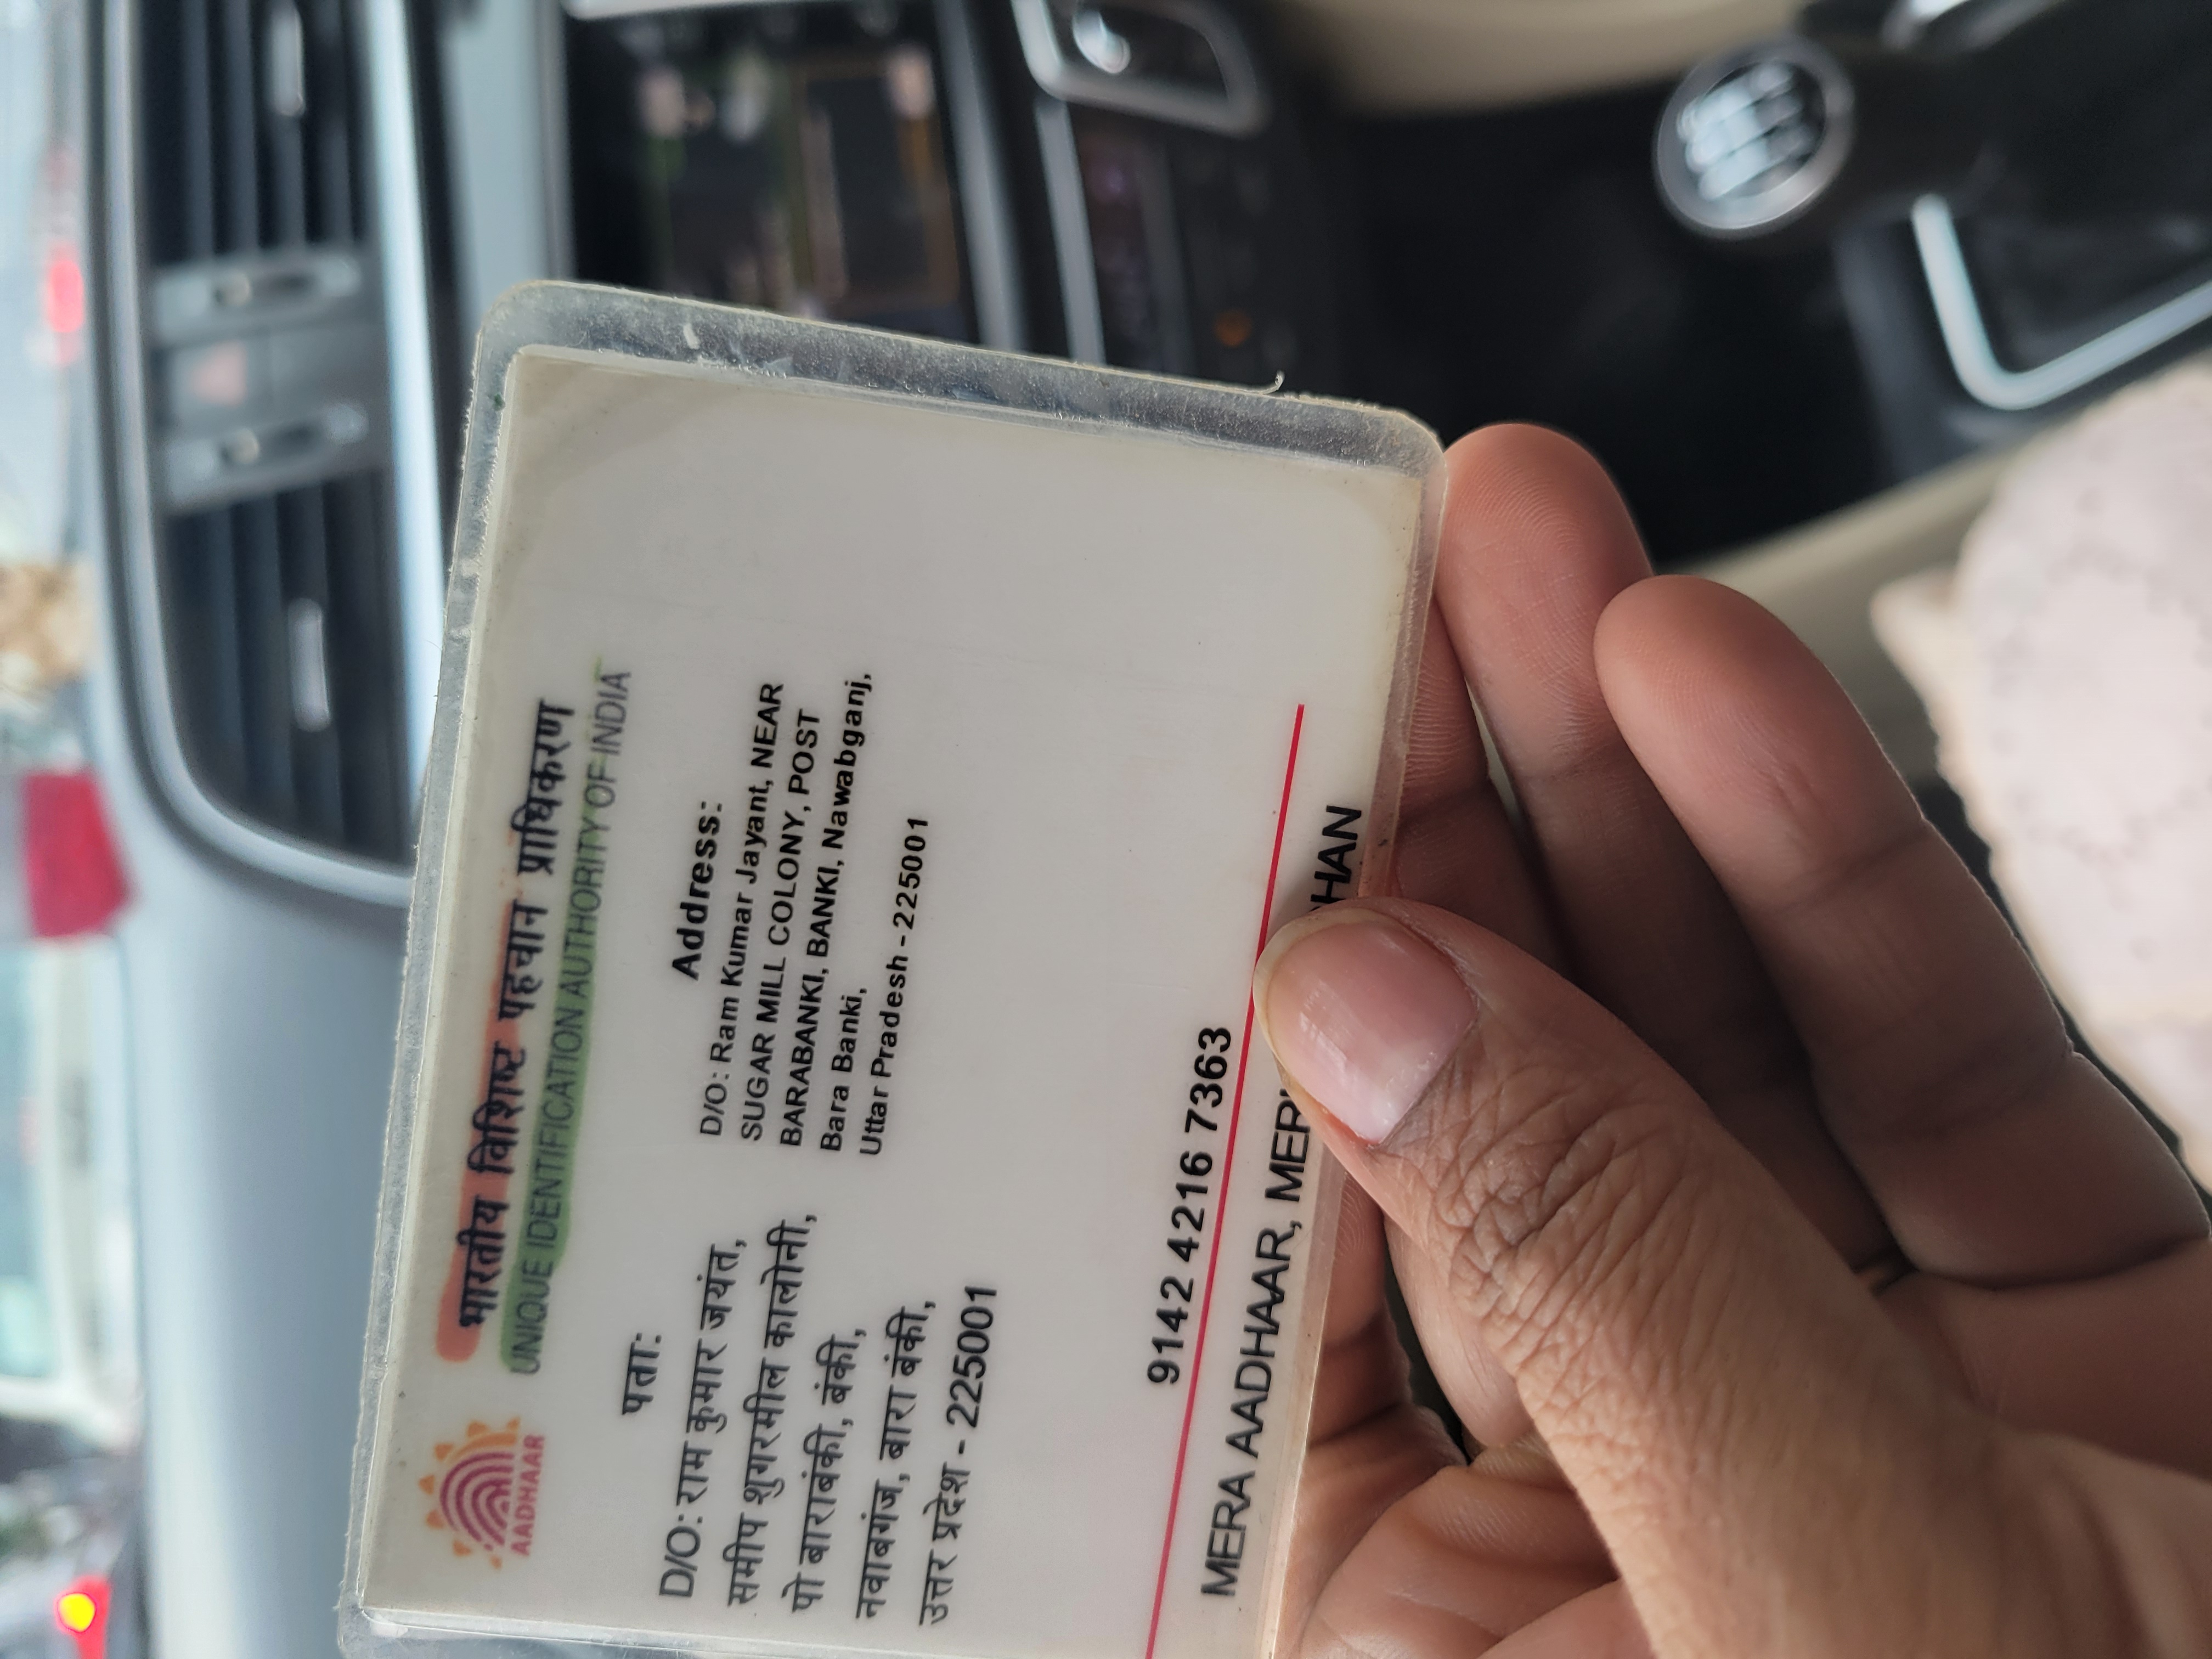 भारतीय विशिष्ट पहचान प्राधिकरण
UNIQUE IDENTIFICATION AUTHORITY OF INDIA
AADHAAR
पता:
D/O: राम कुमार जयंत,
समीप शुगरमील कालोनी,
पो बाराबंकी, बंकी,
नवाबगंज, बारा बंकी,
उत्तर प्रदेश - 225001
Address:
D/O: Ram Kumar Jayant, NEAR
SUGAR MILL COLONY, POST
BARABANKI, BANKI, Nawabganj,
Bara Banki,
Uttar Pradesh - 225001
9142 4216 7363
MERA AADHAAR,